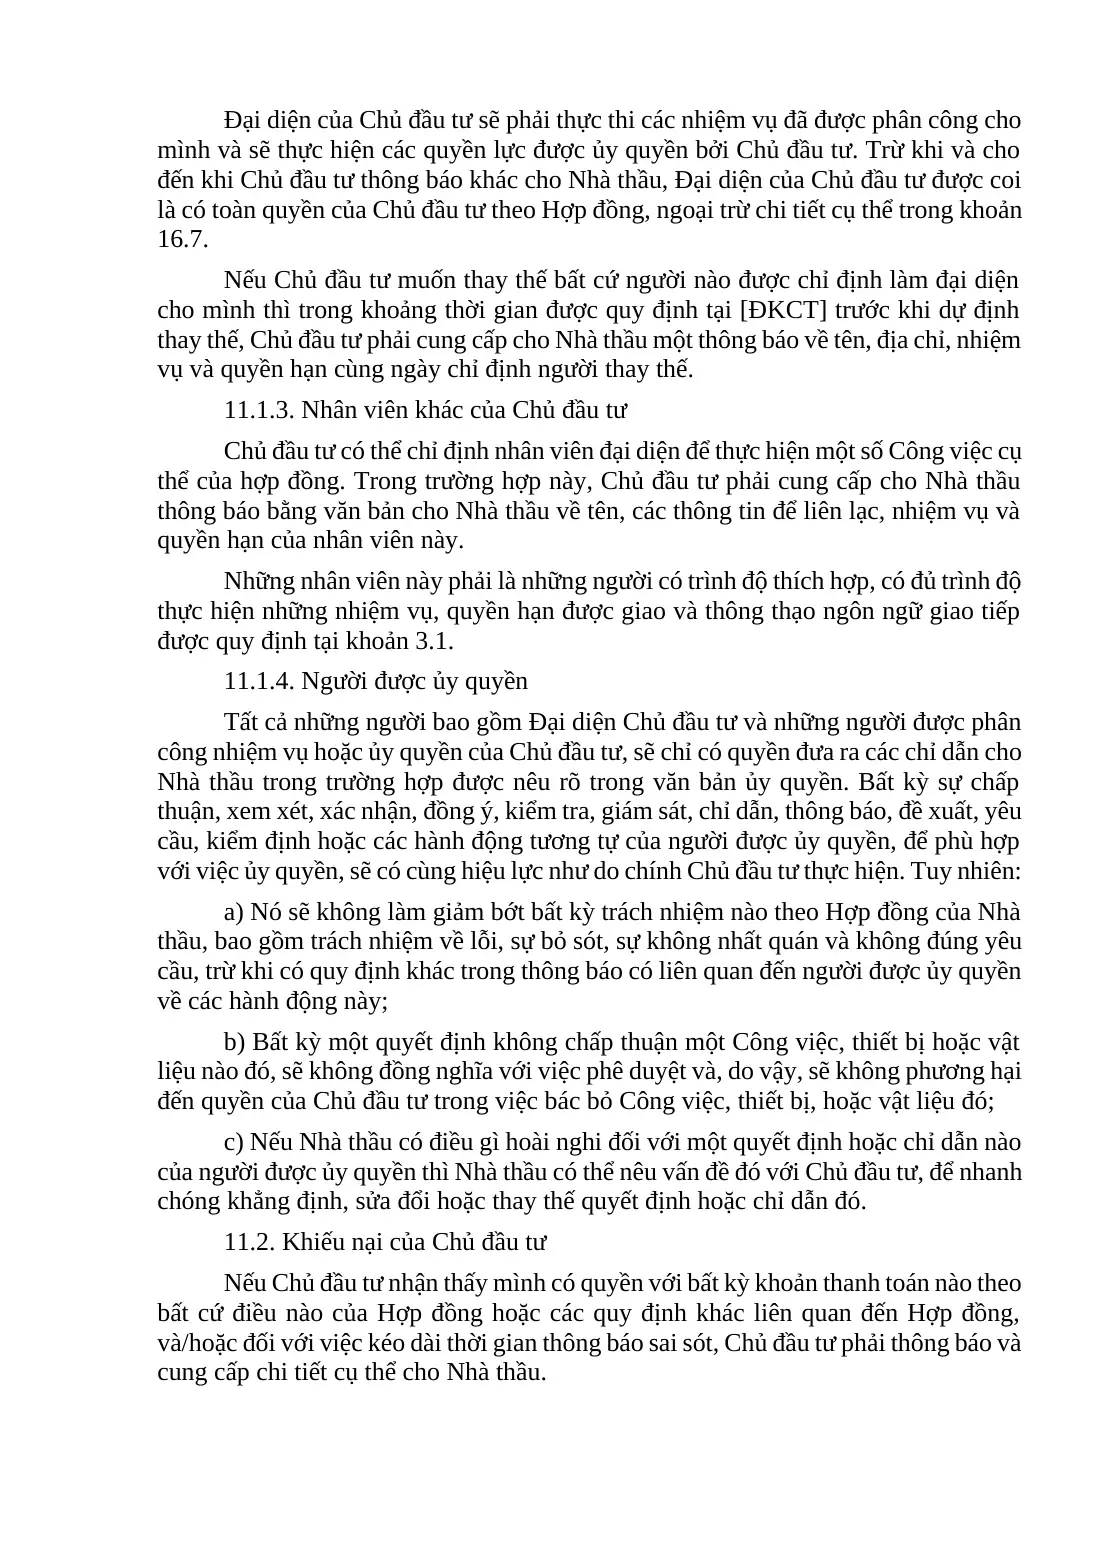 Đại diện của Chủ đầu tư sẽ phải thực thi các nhiệm vụ đã được phân công cho
mình và sẽ thực hiện các quyền lực được ủy quyền bởi Chủ đầu tư. Trừ khi và cho
đến khi Chủ đầu tư thông báo khác cho Nhà thầu, Đại diện của Chủ đầu tư được coi
là có toàn quyền của Chủ đầu tư theo Hợp đồng, ngoại trừ chi tiết cụ thể trong khoản
16.7.
Nếu Chủ đầu tư muốn thay thế bất cứ người nào được chỉ định làm đại diện
cho mình thì trong khoảng thời gian được quy định tại [ĐKCT] trước khi dự định
thay thế, Chủ đầu tư phải cung cấp cho Nhà thầu một thông báo về tên, địa chỉ, nhiệm
vụ và quyền hạn cùng ngày chỉ định người thay thế.
11.1.3. Nhân viên khác của Chủ đầu tư
Chủ đầu tư có thể chỉ định nhân viên đại diện để thực hiện một số Công việc cụ
thể của hợp đồng. Trong trường hợp này, Chủ đầu tư phải cung cấp cho Nhà thầu
thông báo bằng văn bản cho Nhà thầu về tên, các thông tin để liên lạc, nhiệm vụ và
quyền hạn của nhân viên này.
Những nhân viên này phải là những người có trình độ thích hợp, có đủ trình độ
thực hiện những nhiệm vụ, quyền hạn được giao và thông thạo ngôn ngữ giao tiếp
được quy định tại khoản 3.1.
11.1.4. Người được ủy quyền
Tất cả những người bao gồm Đại diện Chủ đầu tư và những người được phân
công nhiệm vụ hoặc ủy quyền của Chủ đầu tư, sẽ chỉ có quyền đưa ra các chỉ dẫn cho
Nhà thầu trong trường hợp được nêu rõ trong văn bản ủy quyền. Bất kỳ sự chấp
thuận, xem xét, xác nhận, đồng ý, kiểm tra, giám sát, chỉ dẫn, thông báo, đề xuất, yêu
cầu, kiểm định hoặc các hành động tương tự của người được ủy quyền, để phù hợp
với việc ủy quyền, sẽ có cùng hiệu lực như do chính Chủ đầu tư thực hiện. Tuy nhiên:
a) Nó sẽ không làm giảm bớt bất kỳ trách nhiệm nào theo Hợp đồng của Nhà
thầu, bao gồm trách nhiệm về lỗi, sự bỏ sót, sự không nhất quán và không đúng yêu
cầu, trừ khi có quy định khác trong thông báo có liên quan đến người được ủy quyền
về các hành động này;
b) Bất kỳ một quyết định không chấp thuận một Công việc, thiết bị hoặc vật
liệu nào đó, sẽ không đồng nghĩa với việc phê duyệt và, do vậy, sẽ không phương hại
đến quyền của Chủ đầu tư trong việc bác bỏ Công việc, thiết bị, hoặc vật liệu đó;
c) Nếu Nhà thầu có điều gì hoài nghi đối với một quyết định hoặc chỉ dẫn nào
của người được ủy quyền thì Nhà thầu có thể nêu vấn đề đó với Chủ đầu tư, để nhanh
chóng khẳng định, sửa đổi hoặc thay thế quyết định hoặc chỉ dẫn đó.
11.2. Khiếu nại của Chủ đầu tư
Nếu Chủ đầu tư nhận thấy mình có quyền với bất kỳ khoản thanh toán nào theo
bất cứ điều nào của Hợp đồng hoặc các quy định khác liên quan đến Hợp đồng,
và/hoặc đối với việc kéo dài thời gian thông báo sai sót, Chủ đầu tư phải thông báo và
cung cấp chi tiết cụ thể cho Nhà thầu.